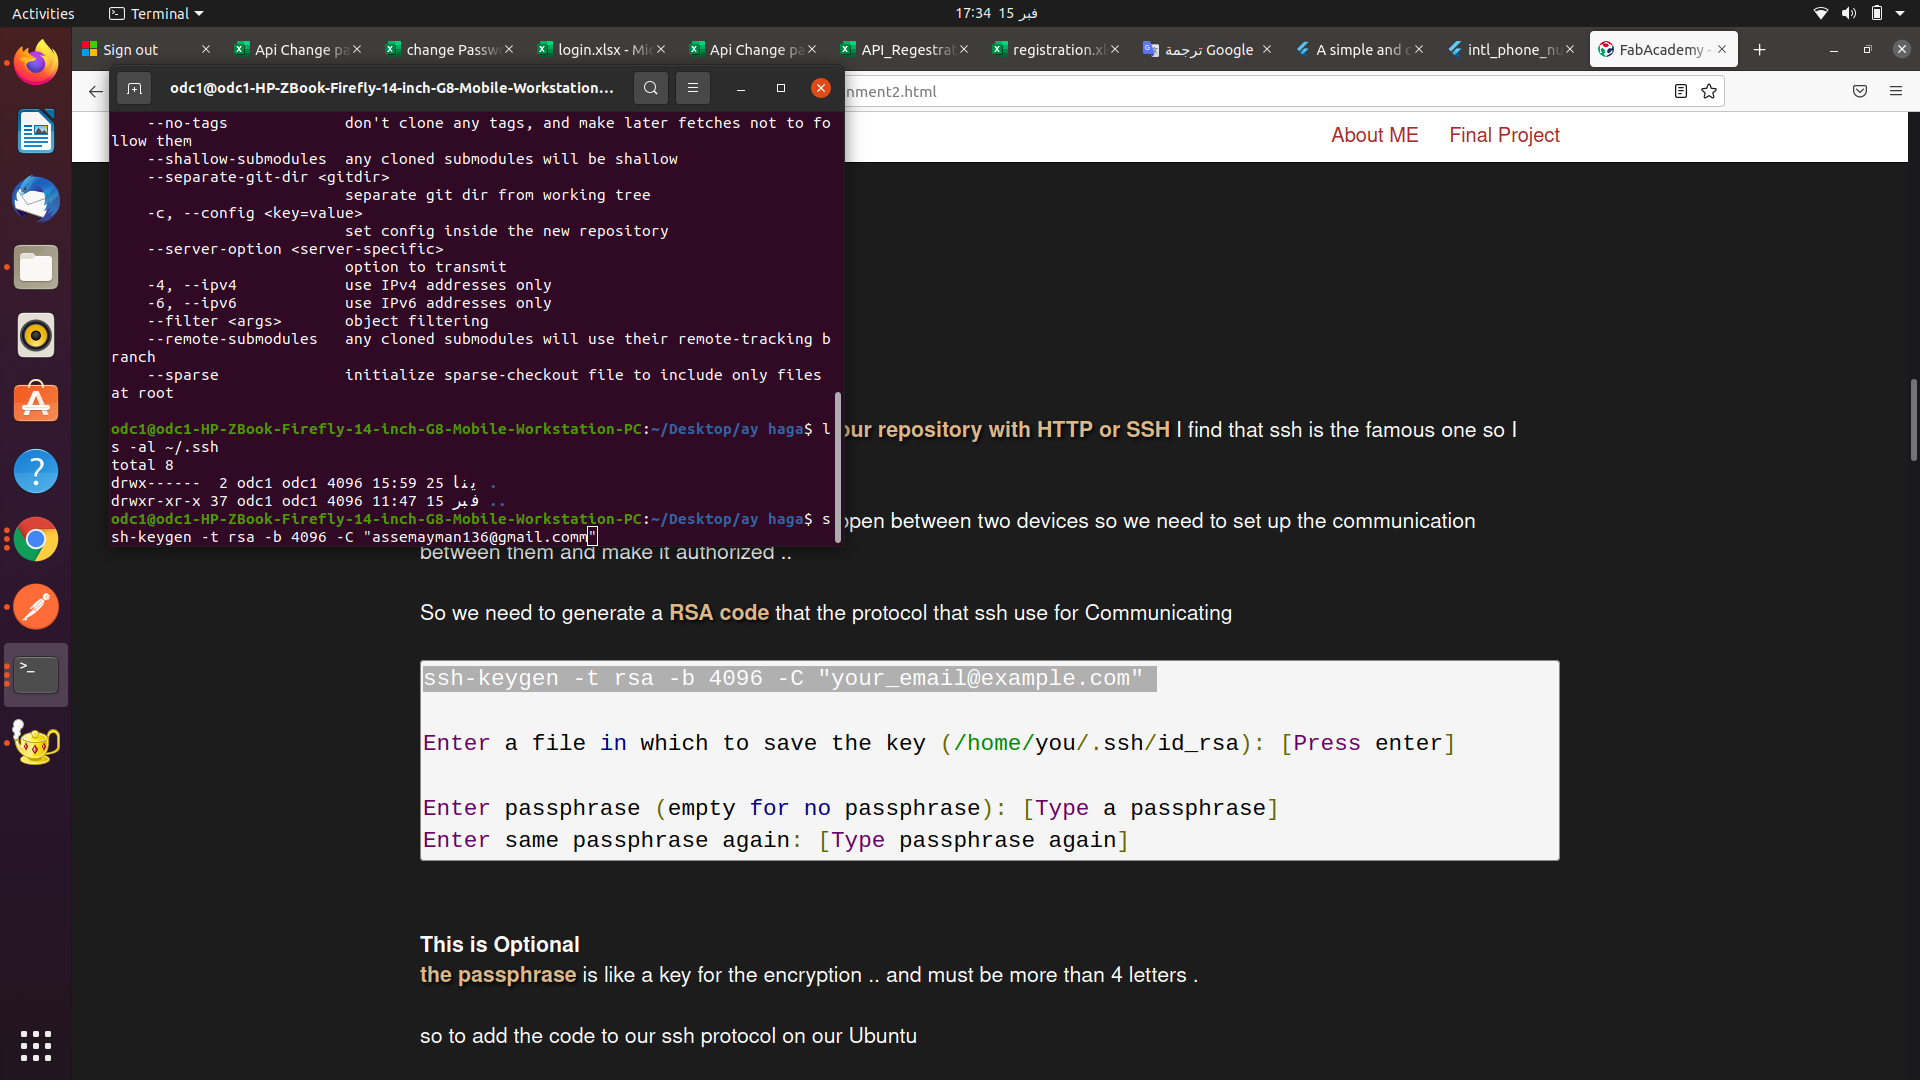 Activities
Terminal
17:34 15 فبر
Sign out
Api Change pa
change Passwo
login.xlsx - Mic
Api Change pa
API_Regestrat
registration.xl
ترجمة Google
A simple and c
intl_phone_nu
FabAcademy -
odc1@odc1-HP-ZBook-Firefly-14-inch-G8-Mobile-Workstation...
nment2.html
About ME
Final Project
--no-tags don't clone any tags, and make later fetches not to fo
llow them
--shallow-submodules any cloned submodules will be shallow
--separate-git-dir <gitdir>
separate git dir from working tree
-c, --config <key=value>
set config inside the new repository
--server-option <server-specific>
option to transmit
-4, --ipv4 use IPv4 addresses only
-6, --ipv6 use IPv6 addresses only
--filter <args> object filtering
--remote-submodules any cloned submodules will use their remote-tracking b
ranch
--sparse initialize sparse-checkout file to include only files
at root
odc1@odc1-HP-ZBook-Firefly-14-inch-G8-Mobile-Workstation-PC:~/Desktop/ay haga$ l
s -al ~/.ssh
total 8
drwx------ 2 odc1 odc1 4096 15:59 25 ينا .
drwxr-xr-x 37 odc1 odc1 4096 11:47 15 فبر ..
odc1@odc1-HP-ZBook-Firefly-14-inch-G8-Mobile-Workstation-PC:~/Desktop/ay haga$ s
sh-keygen -t rsa -b 4096 -C "assemayman136@gmail.comm"
our repository with HTTP or SSH I find that ssh is the famous one so I
ppen between two devices so we need to set up the communication
between them and make it authorized ..
So we need to generate a RSA code that the protocol that ssh use for Communicating
ssh-keygen -t rsa -b 4096 -C "your_email@example.com"
Enter a file in which to save the key (/home/you/.ssh/id_rsa): [Press enter]
Enter passphrase (empty for no passphrase): [Type a passphrase]
Enter same passphrase again: [Type passphrase again]
This is Optional
the passphrase is like a key for the encryption .. and must be more than 4 letters .
so to add the code to our ssh protocol on our Ubuntu